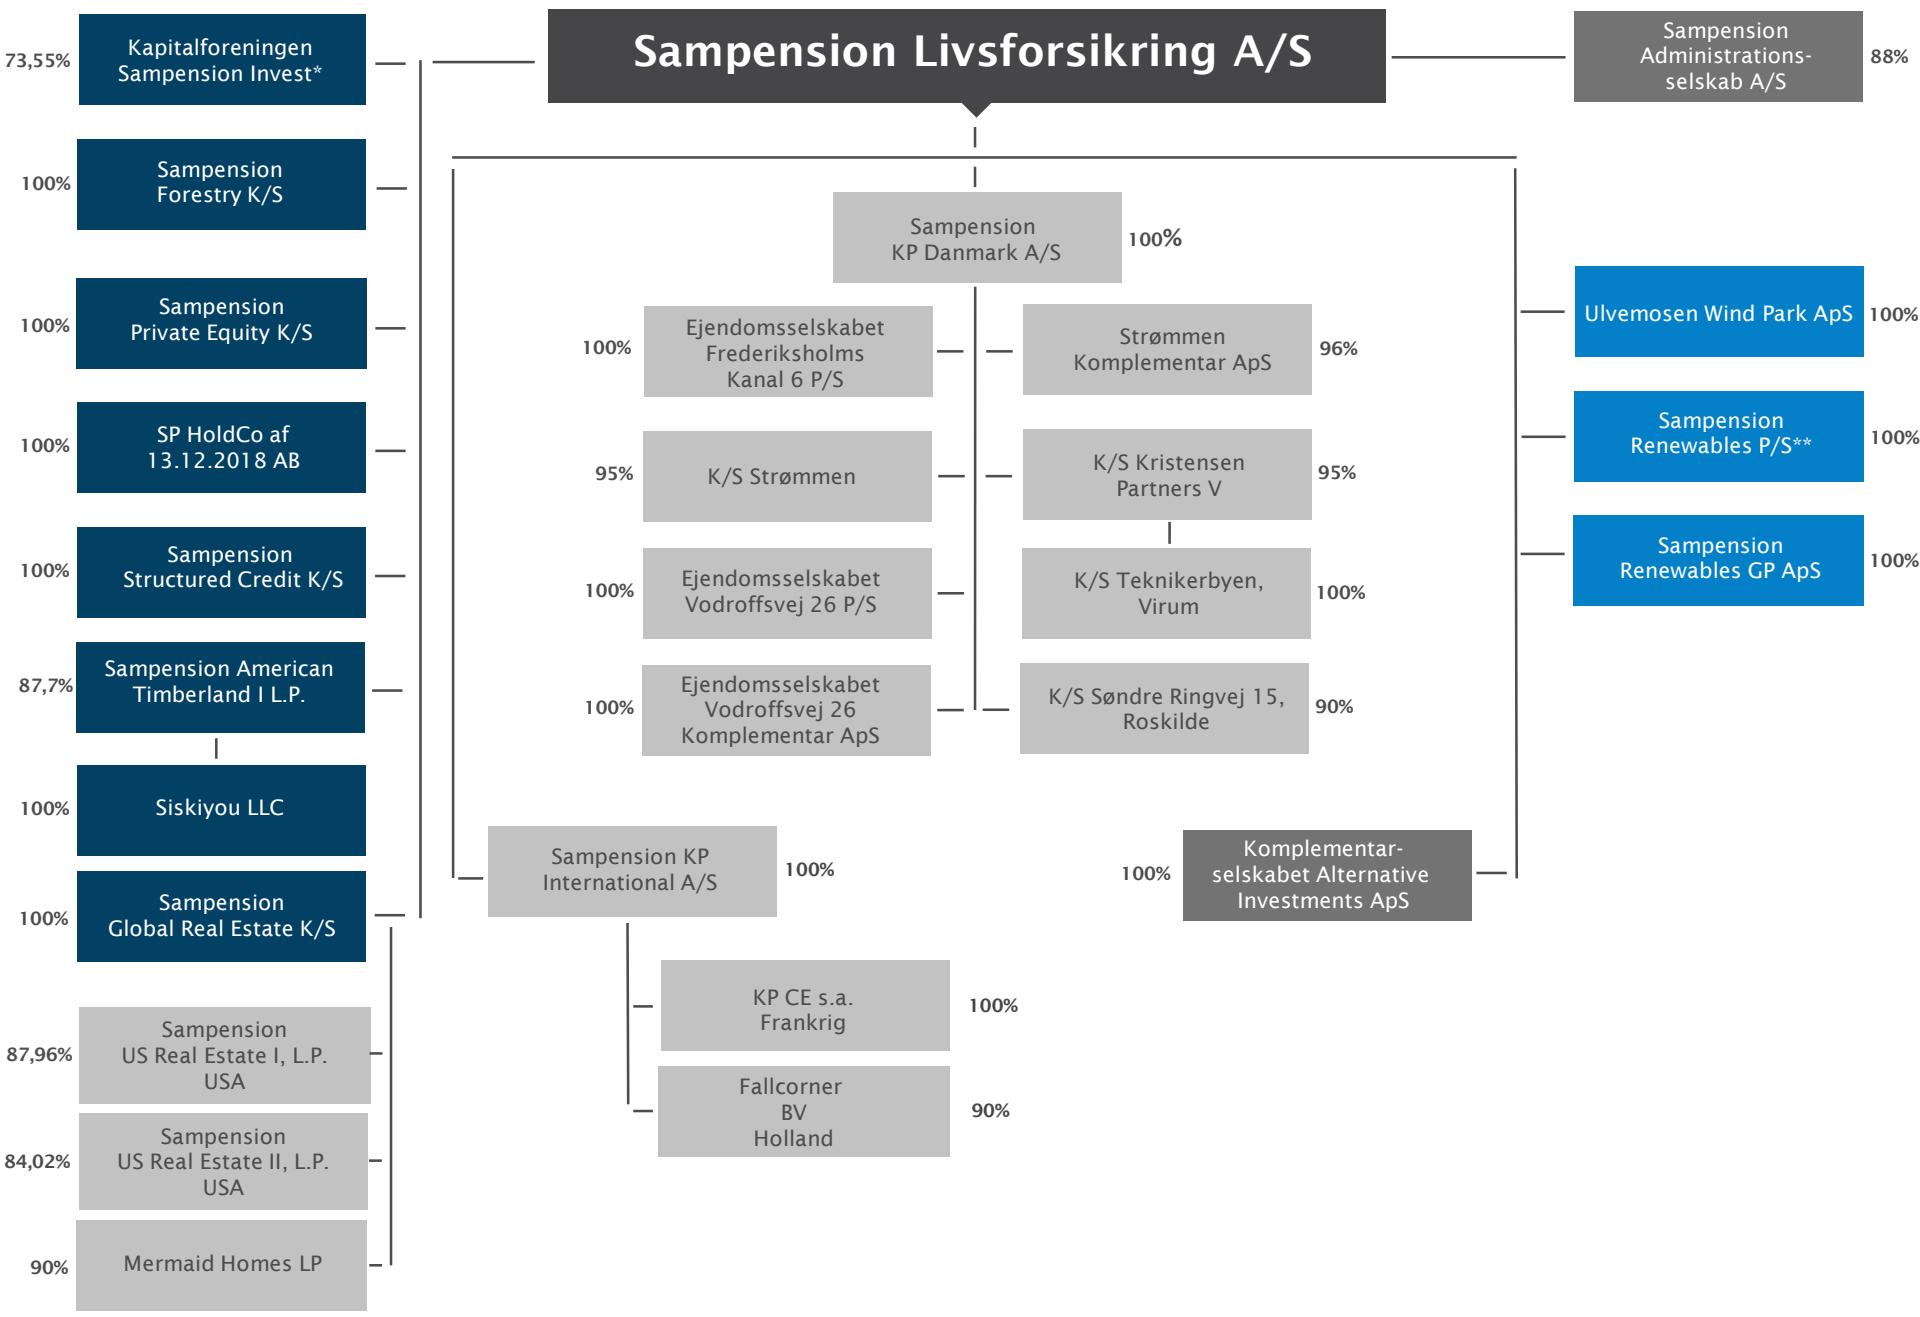 Sampension Livsforsikring A/S
73,55%
Kapitalforeningen
Sampension Invest*
100%
Sampension
Forestry K/S
100%
Sampension
Private Equity K/S
100%
SP HoldCo af
13.12.2018 AB
100%
Sampension
Structured Credit K/S
87,7%
Sampension American
Timberland I L.P.
100%
Siskiyou LLC
100%
Sampension
Global Real Estate K/S
87,96%
Sampension
US Real Estate I, L.P.
USA
84,02%
Sampension
US Real Estate II, L.P.
USA
90%
Mermaid Homes LP
Sampension
KP Danmark A/S
100%
100%
Ejendomsselskabet
Frederiksholms
Kanal 6 P/S
Strømmen
Komplementar ApS
96%
95%
K/S Strømmen
K/S Kristensen
Partners V
95%
100%
Ejendomsselskabet
Vodroffsvej 26 P/S
K/S Teknikerbyen,
Virum
100%
100%
Ejendomsselskabet
Vodroffsvej 26
Komplementar ApS
K/S Søndre Ringvej 15,
Roskilde
90%
Sampension KP
International A/S
100%
KP CE s.a.
Frankrig
100%
Fallcorner
BV
Holland
90%
100%
Komplementar-
selskabet Alternative
Investments ApS
Sampension
Administrations-
selskab A/S
88%
Ulvemosen Wind Park ApS
100%
Sampension
Renewables P/S**
100%
Sampension
Renewables GP ApS
100%